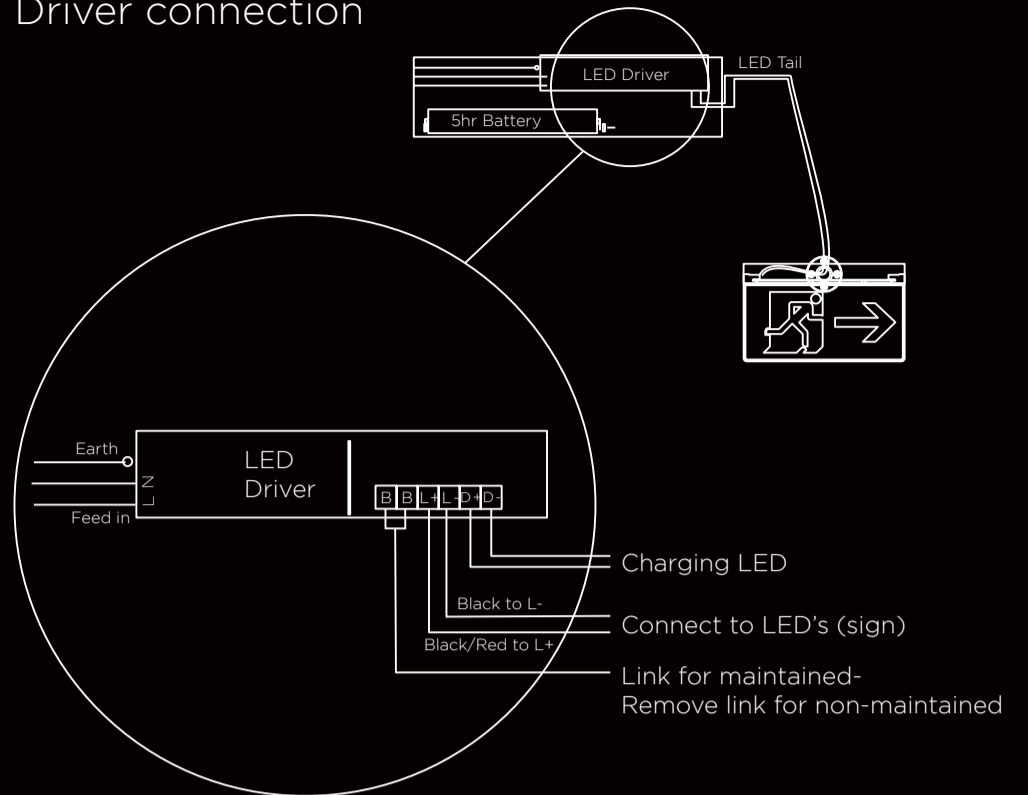 Driver connection
LED Driver
LED Tail
5hr Battery
Earth
L N
Feed in
LED
Driver
B B L+ L- D+ D-
Charging LED
Black to L-
Connect to LED's (sign)
Black/Red to L+
Link for maintained-
Remove link for non-maintained